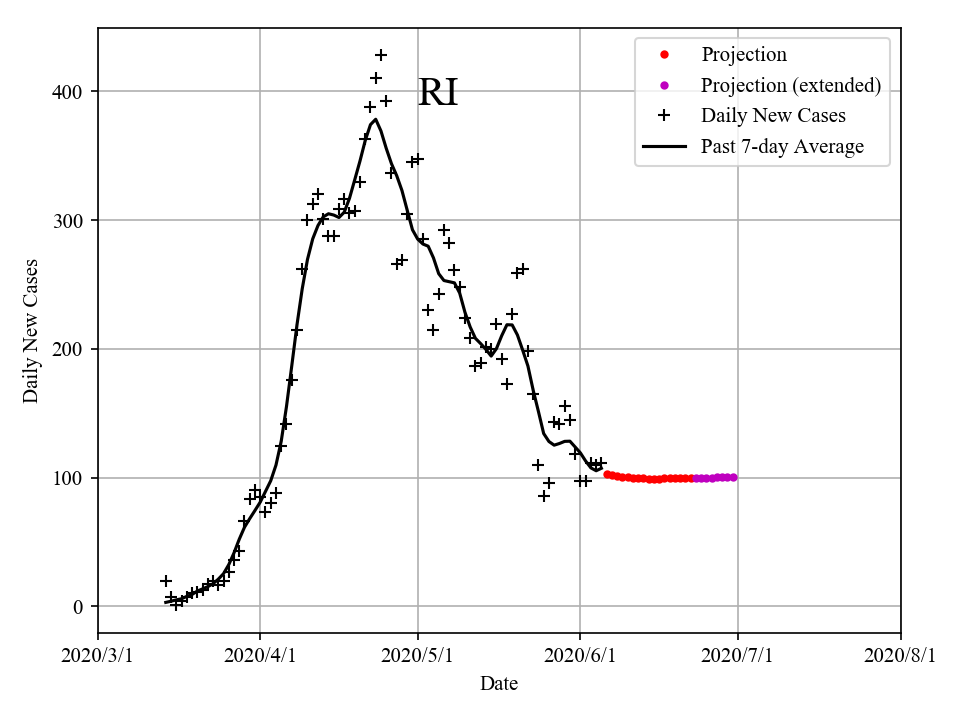 RI
Projection
Projection (extended)
Daily New Cases
Past 7-day Average
Daily New Cases
400
300
200
100
0
2020/3/1 2020/4/1 2020/5/1 2020/6/1 2020/7/1 2020/8/1
Date